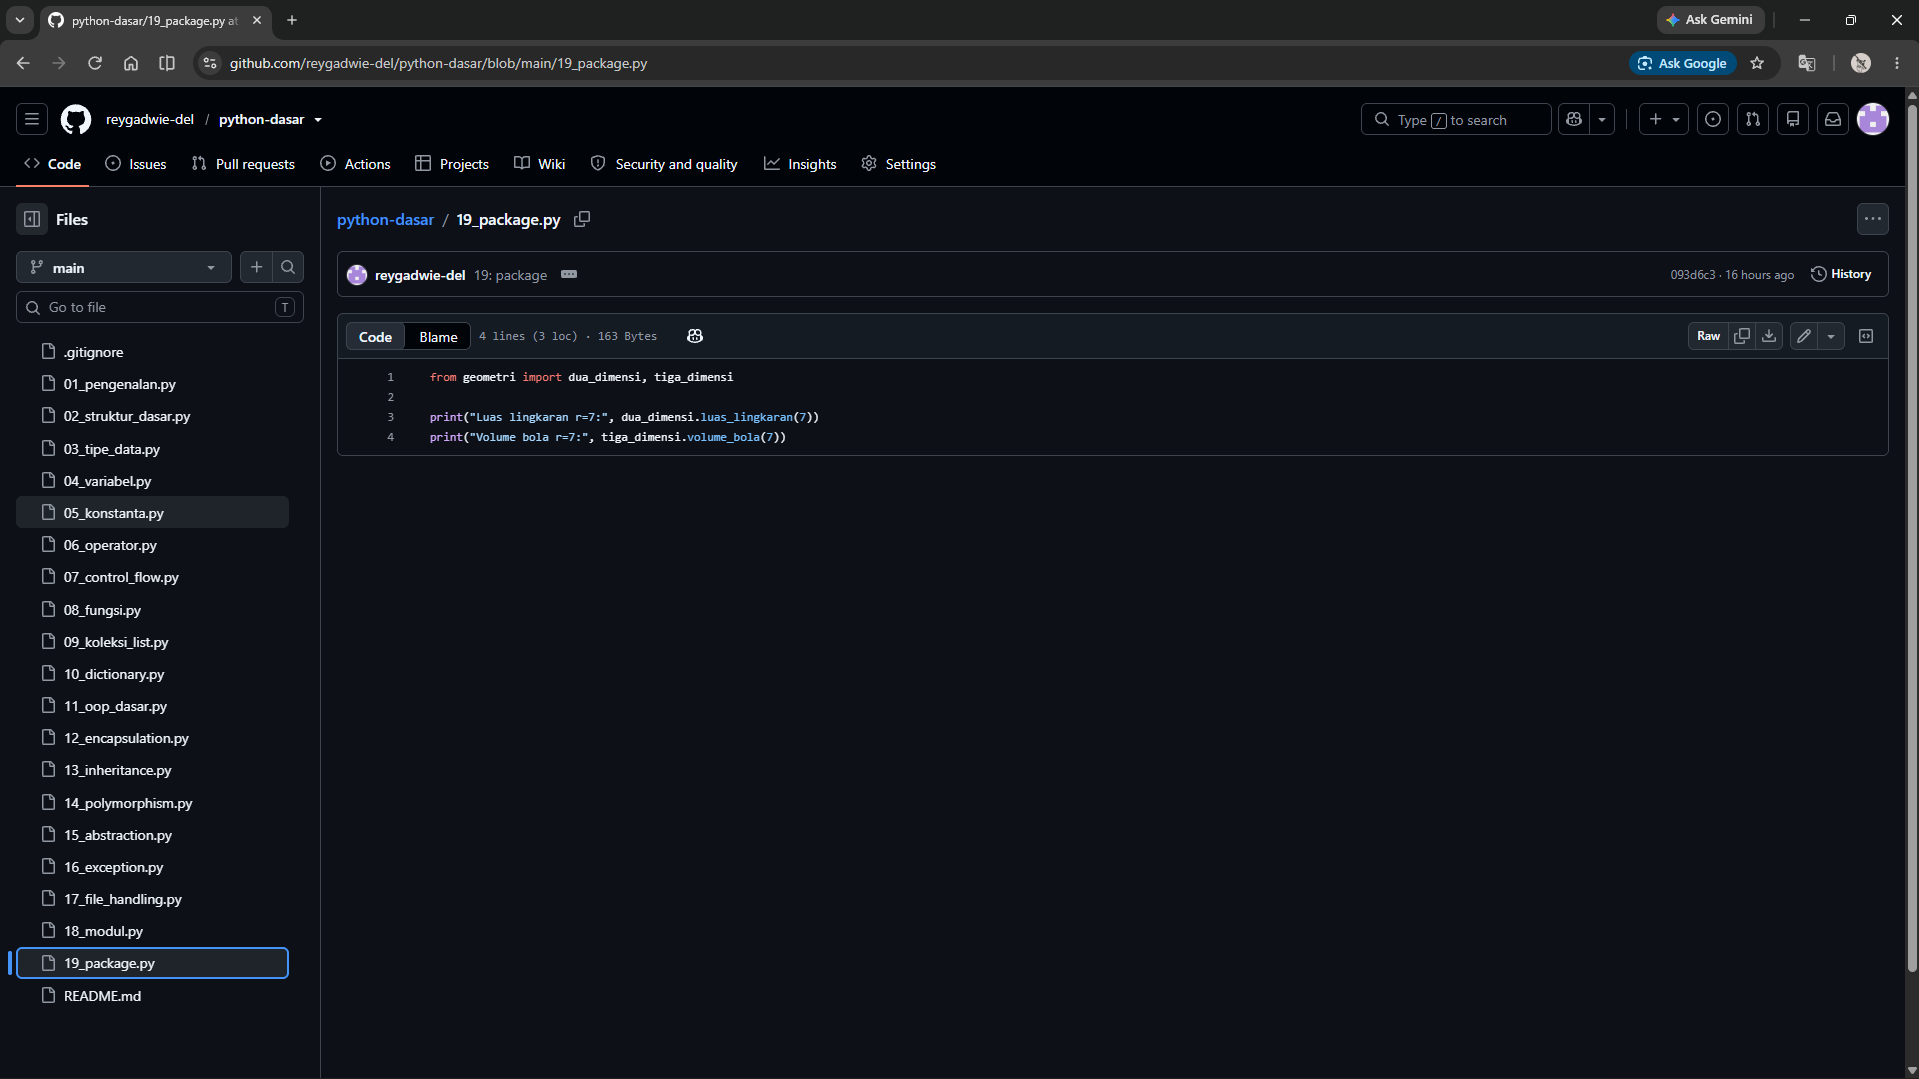 python-dasar/19_package.py at
Ask Gemini
github.com/reygadwie-del/python-dasar/blob/main/19_package.py
Ask Google
reygadwie-del / python-dasar
Type / to search
Code
Issues
Pull requests
Actions
Projects
Wiki
Security and quality
Insights
Settings
Files
main
Go to file
T
.gitignore
01_pengenalan.py
02_struktur_dasar.py
03_tipe_data.py
04_variabel.py
05_konstanta.py
06_operator.py
07_control_flow.py
08_fungsi.py
09_koleksi_list.py
10_dictionary.py
11_oop_dasar.py
12_encapsulation.py
13_inheritance.py
14_polymorphism.py
15_abstraction.py
16_exception.py
17_file_handling.py
18_modul.py
19_package.py
README.md
python-dasar / 19_package.py
reygadwie-del 19: package
093d6c3 · 16 hours ago
History
Code
Blame
4 lines (3 loc) · 163 Bytes
Raw
1 from geometri import dua_dimensi, tiga_dimensi
2
3 print("Luas lingkaran r=7:", dua_dimensi.luas_lingkaran(7))
4 print("Volume bola r=7:", tiga_dimensi.volume_bola(7))